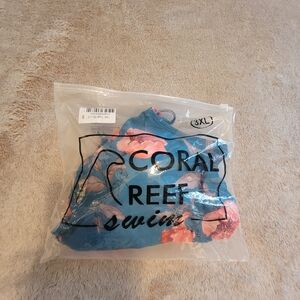 (3XL)
CORAL
REEF
swim